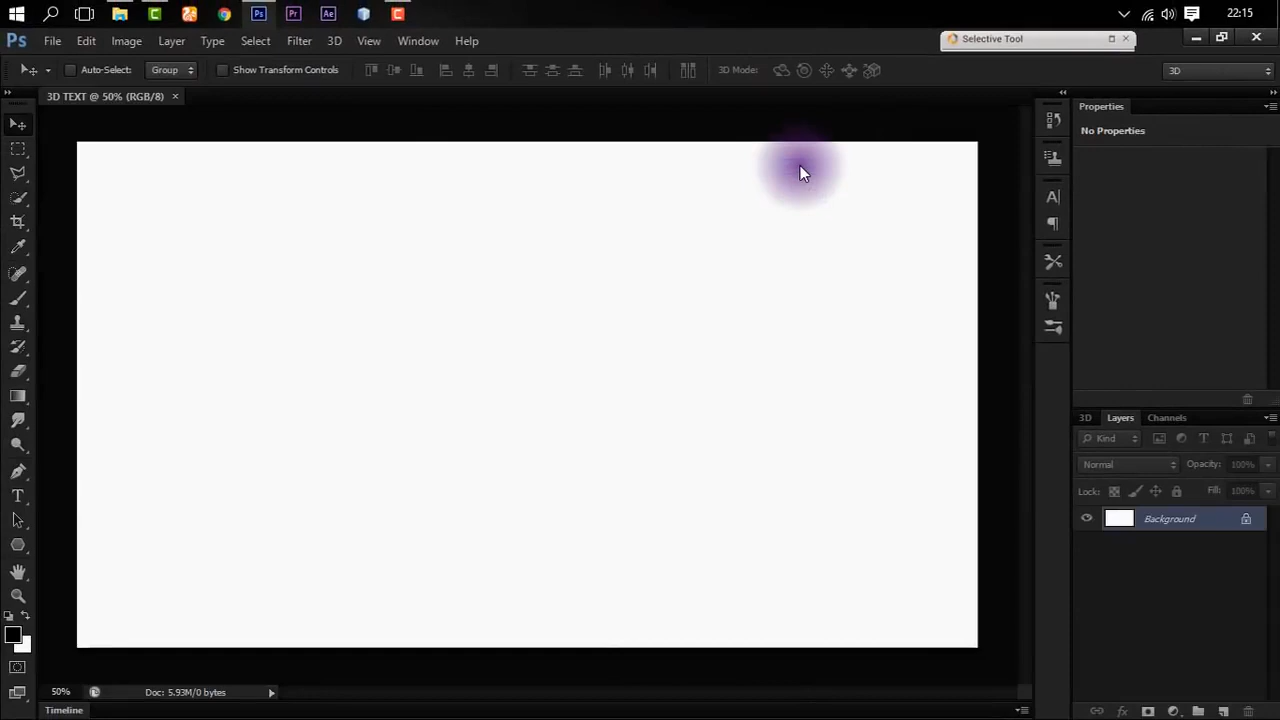 22:15
Ps File Edit Image Layer Type Select Filter 3D View Window Help
Selective Tool
Auto-Select: Group Show Transform Controls 3D Mode: 3D
3D TEXT @ 50% (RGB/8)
Properties
No Properties
3D Layers Channels
Kind
Normal Opacity: 100%
Lock: Fill: 100%
Background
50% Doc: 5.93M/0 bytes
Timeline